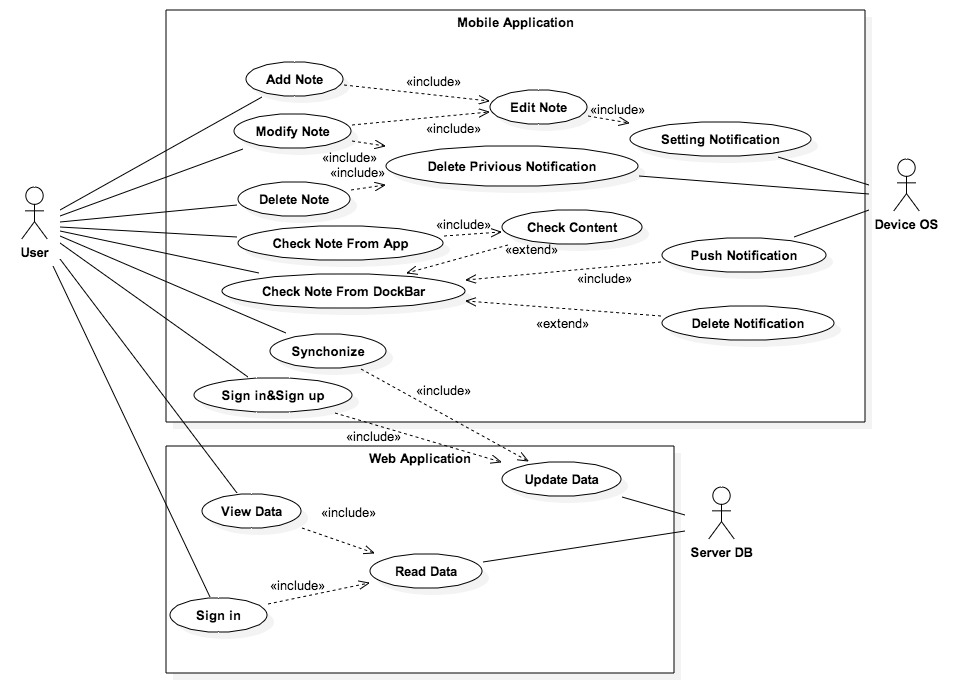 Mobile Application
Add Note
«include»
Edit Note
«include»
Modify Note
«include»
Setting Notification
«include»
Delete Privious Notification
«include»
Delete Note
User
Device OS
Check Note From App
«include»
Check Content
«extend»
Push Notification
«include»
Check Note From DockBar
«extend»
Delete Notification
Synchonize
«include»
Sign in&Sign up
«include»
Web Application
Update Data
View Data
«include»
Server DB
Read Data
«include»
Sign in